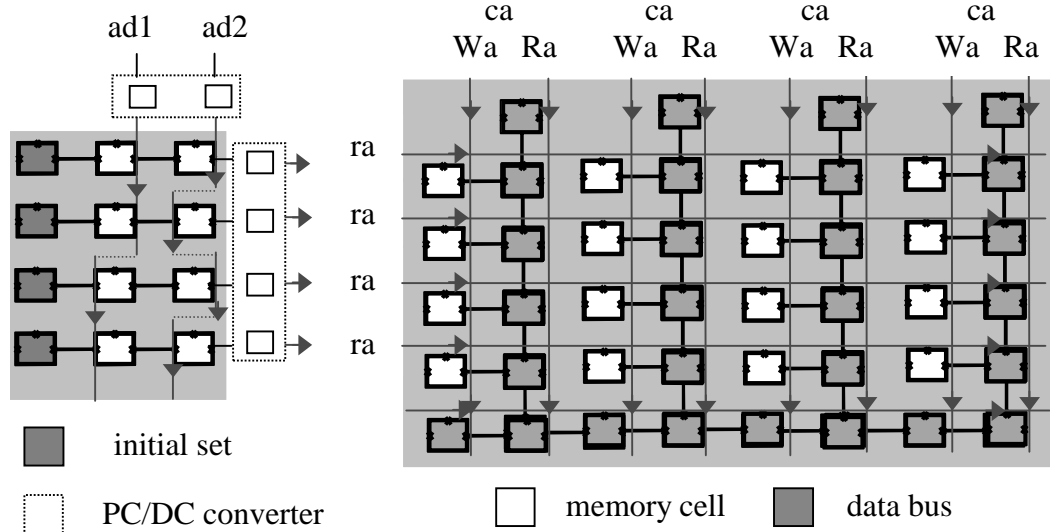 ca ca ca ca
ad1 ad2
Wa Ra Wa Ra Wa Ra Wa Ra
ra
ra
ra
ra
initial set
PC/DC converter
memory cell
data bus